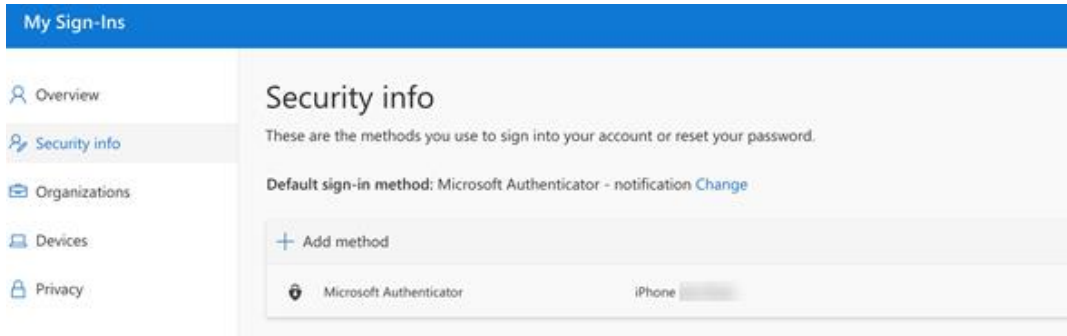 My Sign-Ins
Overview
Security info
Organizations
Devices
Privacy
Security info
These are the methods you use to sign into your account or reset your password.
Default sign-in method: Microsoft Authenticator - notification Change
Add method
Microsoft Authenticator iPhone